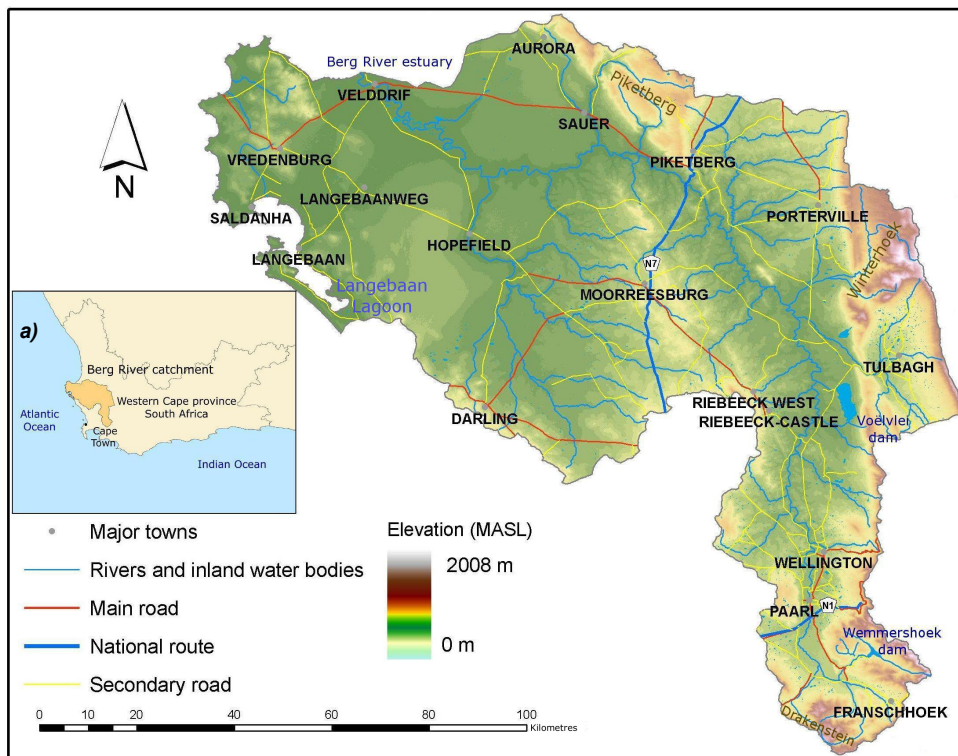 AURORA
Berg River estuary
Piketberg
VELDDRIF
SAUER
N
VREDENBURG
PIKETBERG
LANGEBAANWEG
SALDANHA
PORTERVILLE
HOPEFIELD
LANGEBAAN
Winterhoek
N7
Langebaan
Lagoon
MOORREESBURG
a)
Berg River catchment
TULBAGH
Western Cape province
South Africa
Atlantic
Ocean
Cape
Town
Indian Ocean
DARLING
RIEBEECK WEST
RIEBEECK-CASTLE
Voëlvlei
dam
Major towns
Rivers and inland water bodies
Main road
National route
Secondary road
Elevation (MASL)
2008 m
0 m
WELLINGTON
PAARL
N1
Wemmershoek
dam
FRANSCHHOEK
Drakenstein
0 10 20 40 60 80 100
Kilometres